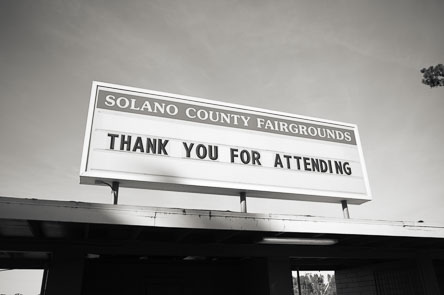 SOLANO COUNTY FAIRGROUNDS
THANK YOU FOR ATTENDING